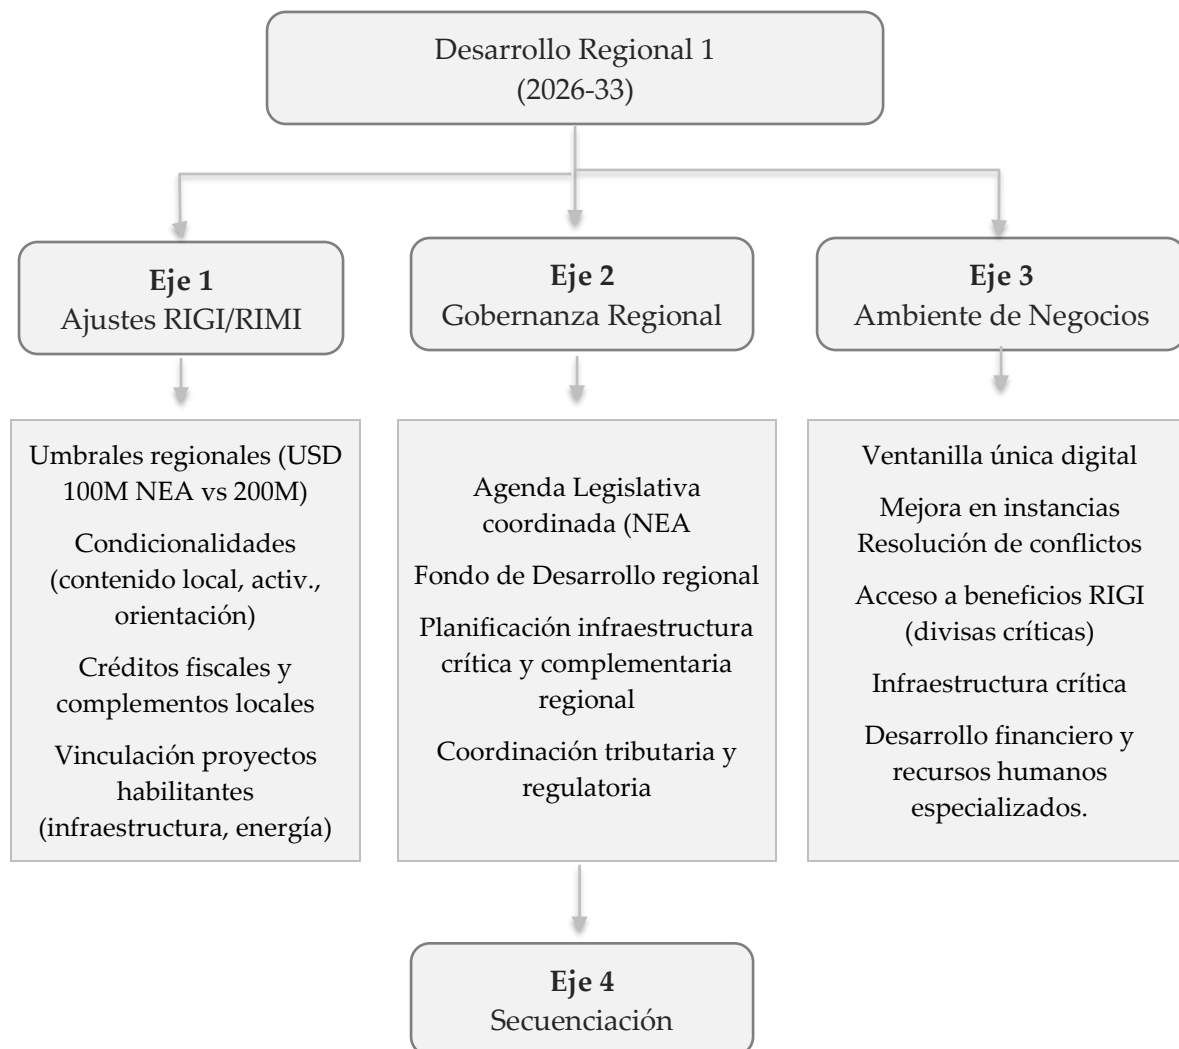 Desarrollo Regional 1
(2026-33)
Eje 1
Ajustes RIGI/RIMI
Eje 2
Gobernanza Regional
Eje 3
Ambiente de Negocios
Umbrales regionales (USD
100M NEA vs 200M)
Condicionalidades
(contenido local, activ.,
orientación)
Créditos fiscales y
complementos locales
Vinculación proyectos
habilitantes
(infraestructura, energía)
Agenda Legislativa
coordinada (NEA
Fondo de Desarrollo regional
Planificación infraestructura
crítica y complementaria
regional
Coordinación tributaria y
regulatoria
Ventanilla única digital
Mejora en instancias
Resolución de conflictos
Acceso a beneficios RIGI
(divisas críticas)
Infraestructura crítica
Desarrollo financiero y
recursos humanos
especializados.
Eje 4
Secuenciación